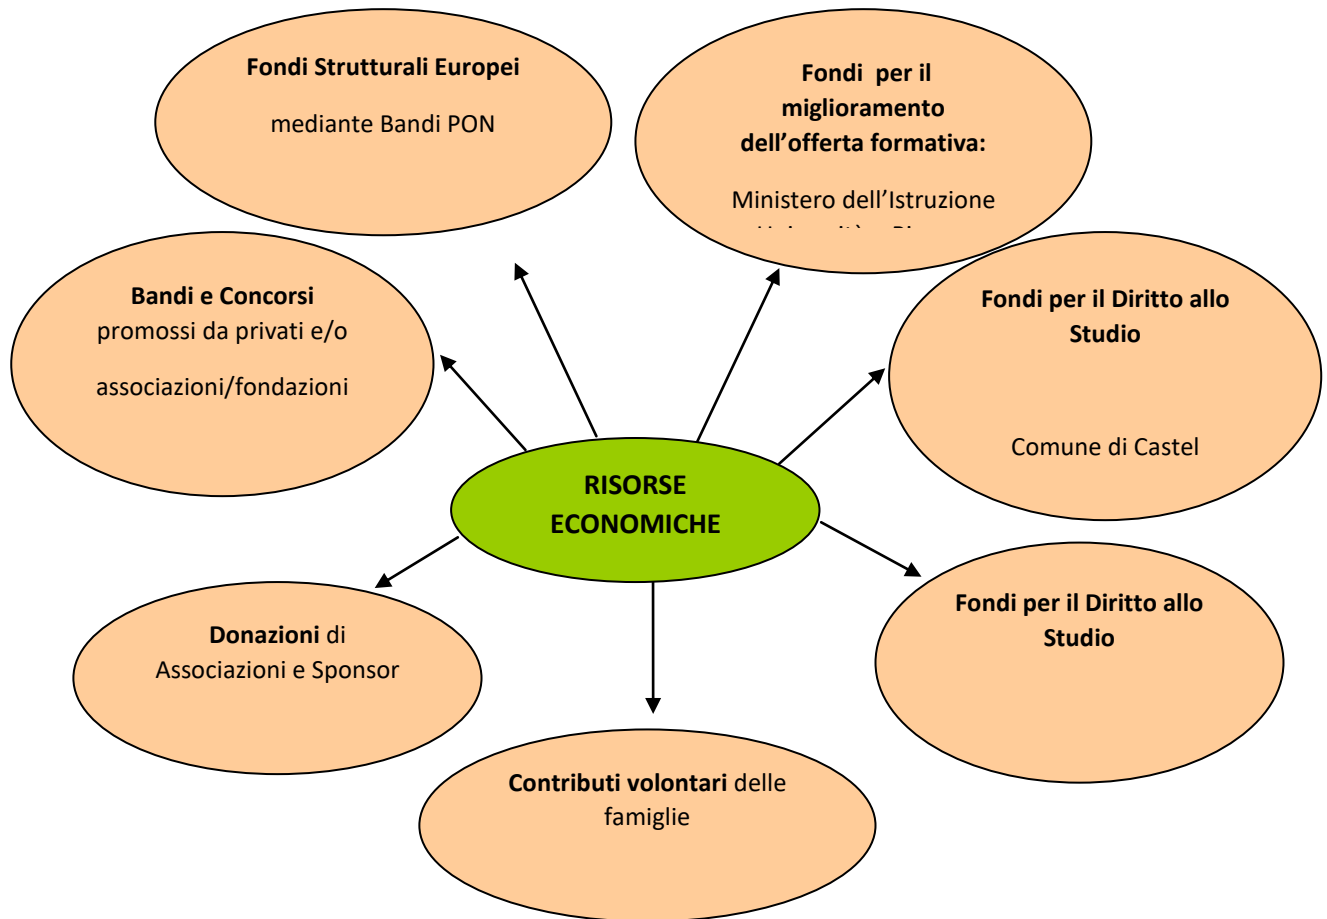 Fondi Strutturali Europei
mediante Bandi PON
Fondi per il
miglioramento
dell’offerta formativa:
Ministero dell’Istruzione
Bandi e Concorsi
promossi da privati e/o
associazioni/fondazioni
Fondi per il Diritto allo
Studio
Comune di Castel
RISORSE
ECONOMICHE
Donazioni di
Associazioni e Sponsor
Fondi per il Diritto allo
Studio
Contributi volontari delle
famiglie